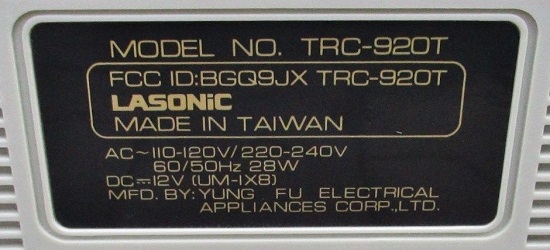 MODEL NO. TRC-920T
FCC ID:BGQ9JX TRC-920T
LASONiC
MADE IN TAIWAN
AC~110-120V/220-240V
60/50Hz 28W
DC⎓12V (UM-1X8)
MFD. BY: YUNG FU ELECTRICAL
APPLIANCES CORP., LTD.